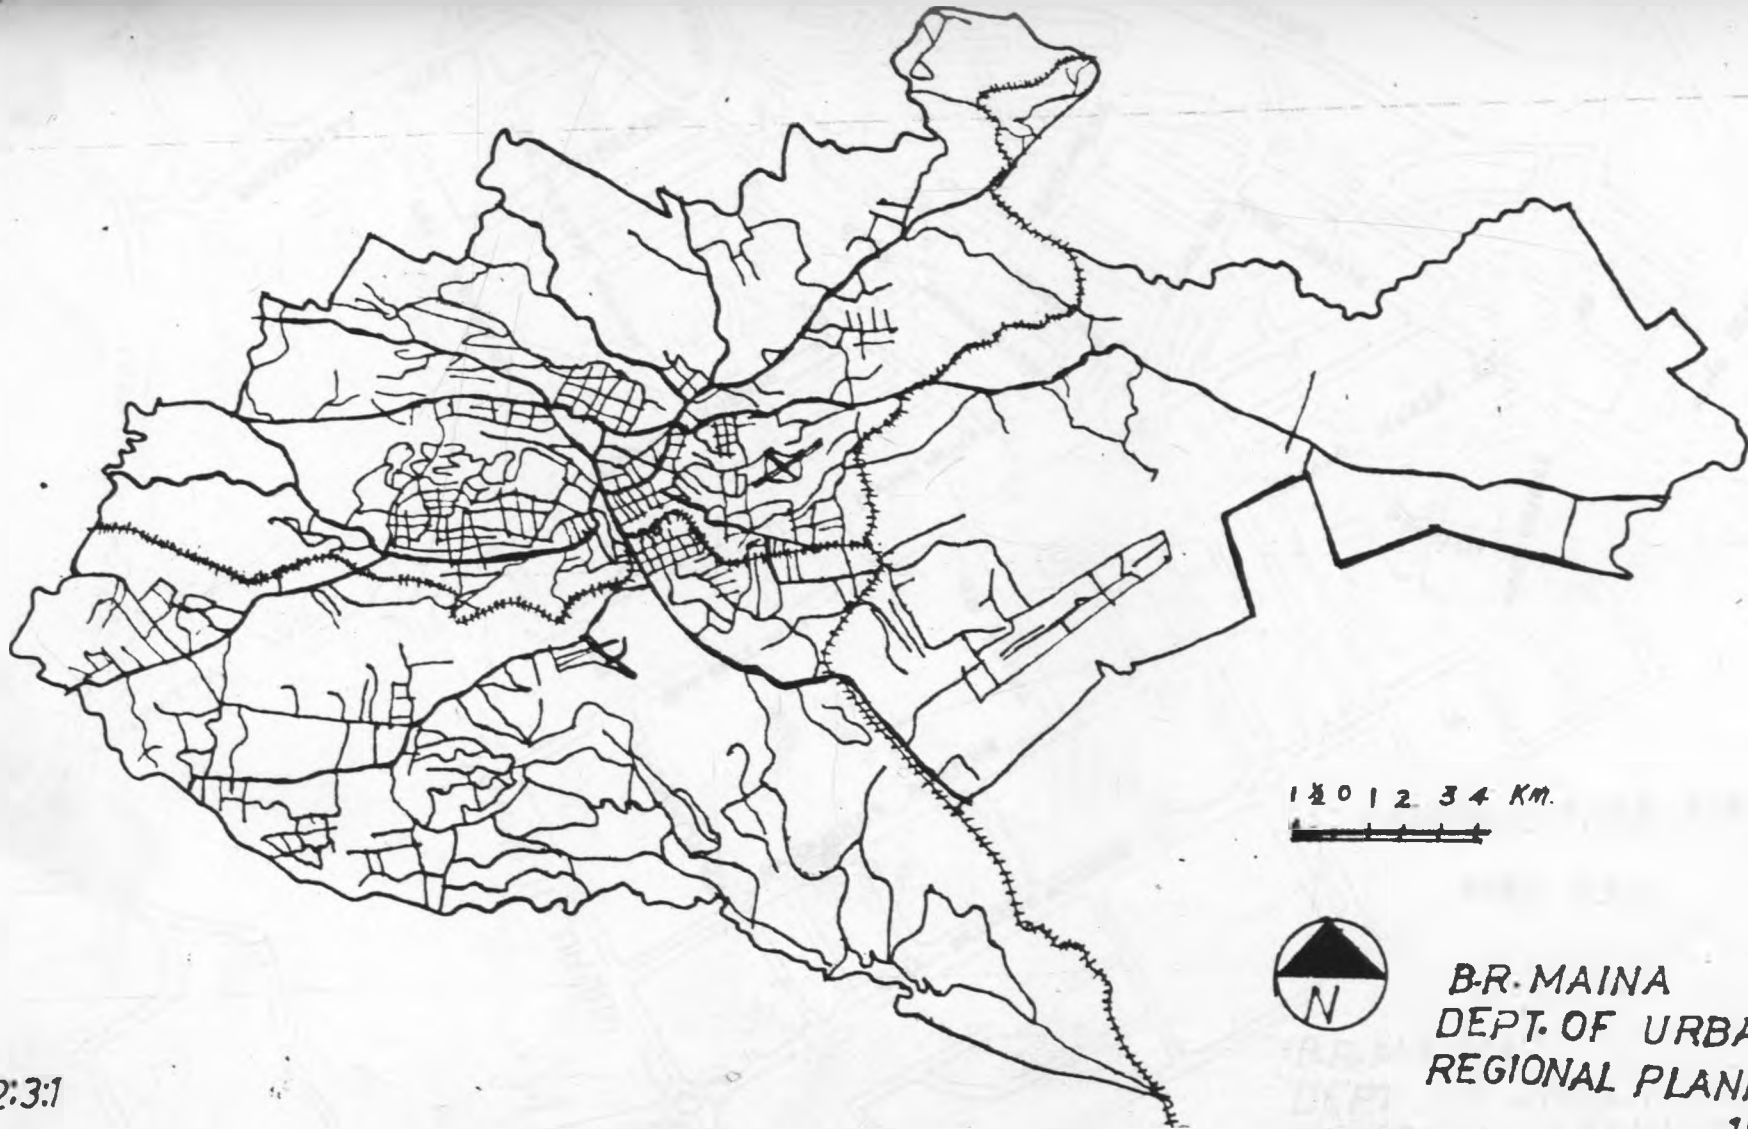 1 ½ 0 1 2 3 4 KM.
N
B.R. MAINA
DEPT. OF URBA
REGIONAL PLAN
2:3:1